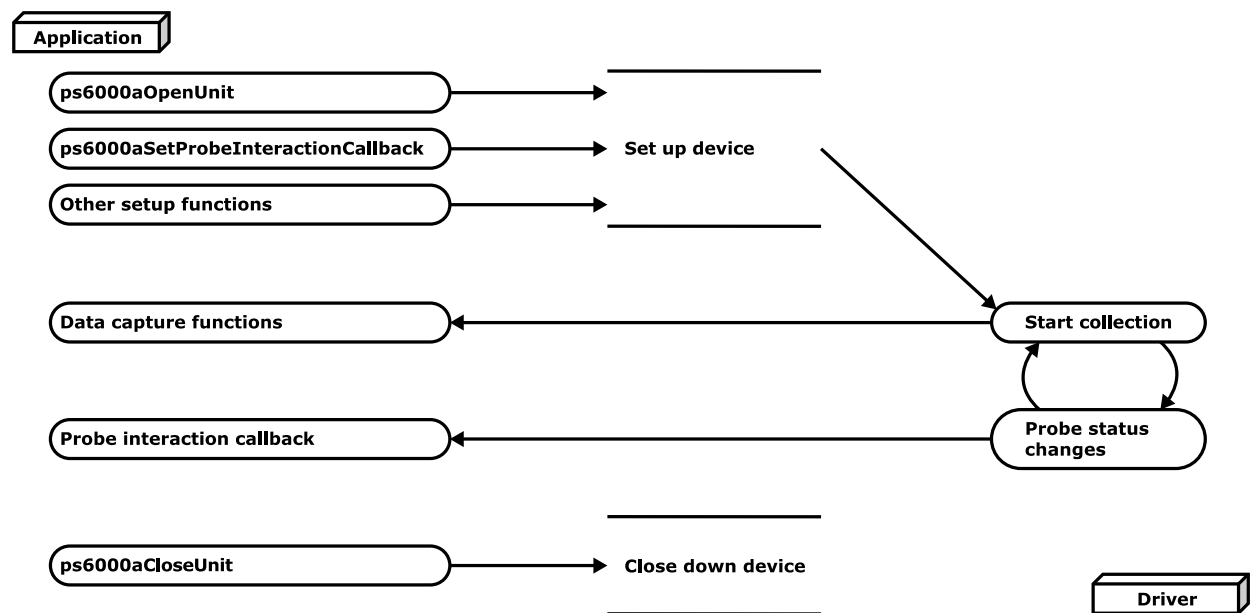 Application
ps6000aOpenUnit
ps6000aSetProbeInteractionCallback
Set up device
Other setup functions
Data capture functions
Start collection
Probe interaction callback
Probe status
changes
ps6000aCloseUnit
Close down device
Driver